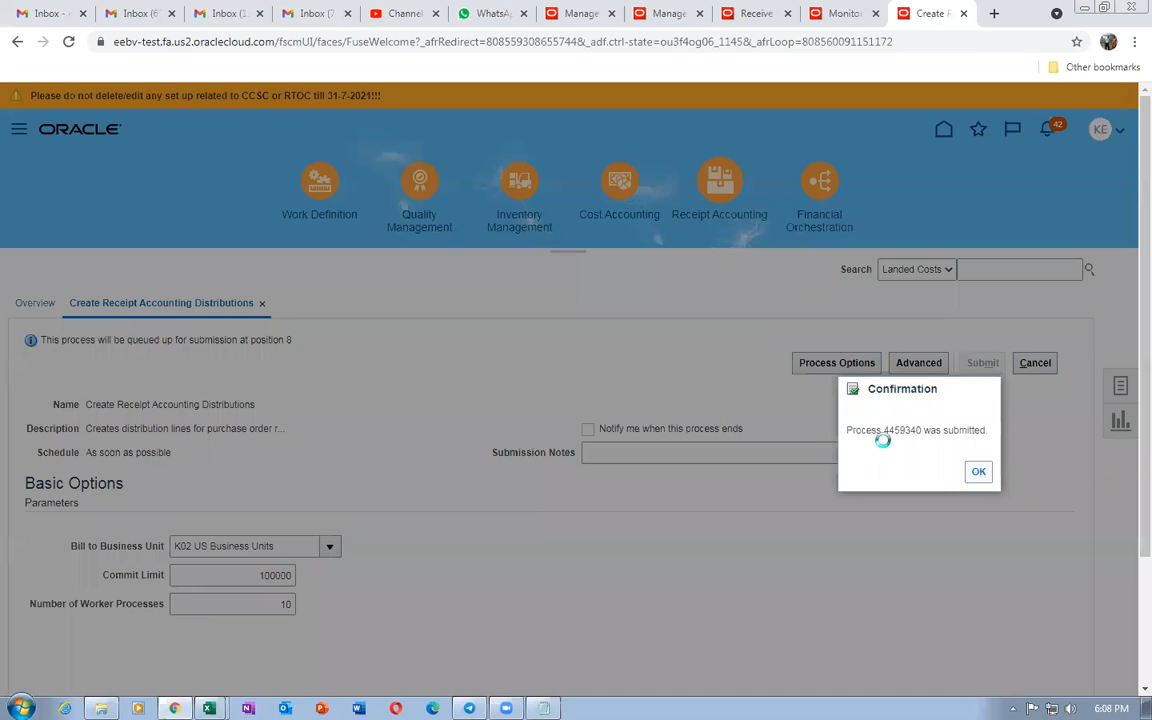 Inbox -
Inbox (6
Inbox (1,
Inbox (7
Channel
WhatsA
Manage
Manage
Receive
Monitor
Create R
eebv-test.fa.us2.oraclecloud.com/fscmUI/faces/FuseWelcome?_afrRedirect=808559308655744&_adf.ctrl-state=ou3f4og06_1145&_afrLoop=808560091151172
Other bookmarks
Please do not delete/edit any set up related to CCSC or RTOC till 31-7-2021!!!
ORACLE
42
KE
Work Definition
Quality
Management
Inventory
Management
Cost Accounting
Receipt Accounting
Financial
Orchestration
Search
Landed Costs
Overview
Create Receipt Accounting Distributions
This process will be queued up for submission at position 8
Process Options
Advanced
Submit
Cancel
Confirmation
Process 4459340 was submitted.
OK
Name Create Receipt Accounting Distributions
Description Creates distribution lines for purchase order r...
Notify me when this process ends
Schedule As soon as possible
Submission Notes
Basic Options
Parameters
Bill to Business Unit K02 US Business Units
Commit Limit 100000
Number of Worker Processes 10
6:08 PM